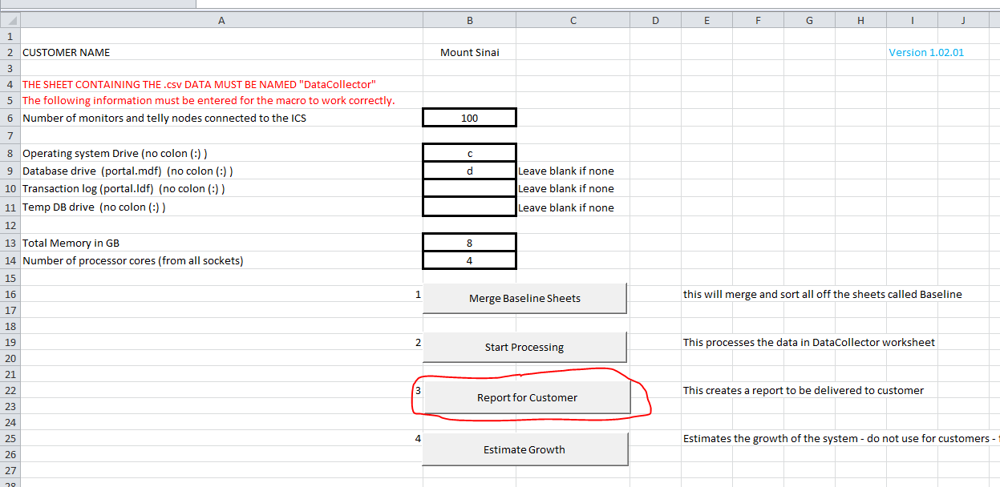 A B C D E F G H I J
1
2 CUSTOMER NAME Mount Sinai Version 1.02.01
3
4 THE SHEET CONTAINING THE .csv DATA MUST BE NAMED "DataCollector"
5 The following information must be entered for the macro to work correctly.
6 Number of monitors and telly nodes connected to the ICS 100
7
8 Operating system Drive (no colon (:) ) c
9 Database drive (portal.mdf) (no colon (:) ) d Leave blank if none
10 Transaction log (portal.ldf) (no colon (:) ) Leave blank if none
11 Temp DB drive (no colon (:) ) Leave blank if none
12
13 Total Memory in GB 8
14 Number of processor cores (from all sockets) 4
15
16 1 Merge Baseline Sheets this will merge and sort all off the sheets called Baseline
17
18
19 2 Start Processing This processes the data in DataCollector worksheet
20
21
22 3 Report for Customer This creates a report to be delivered to customer
23
24
25 4 Estimate Growth Estimates the growth of the system - do not use for customers -
26
27
28